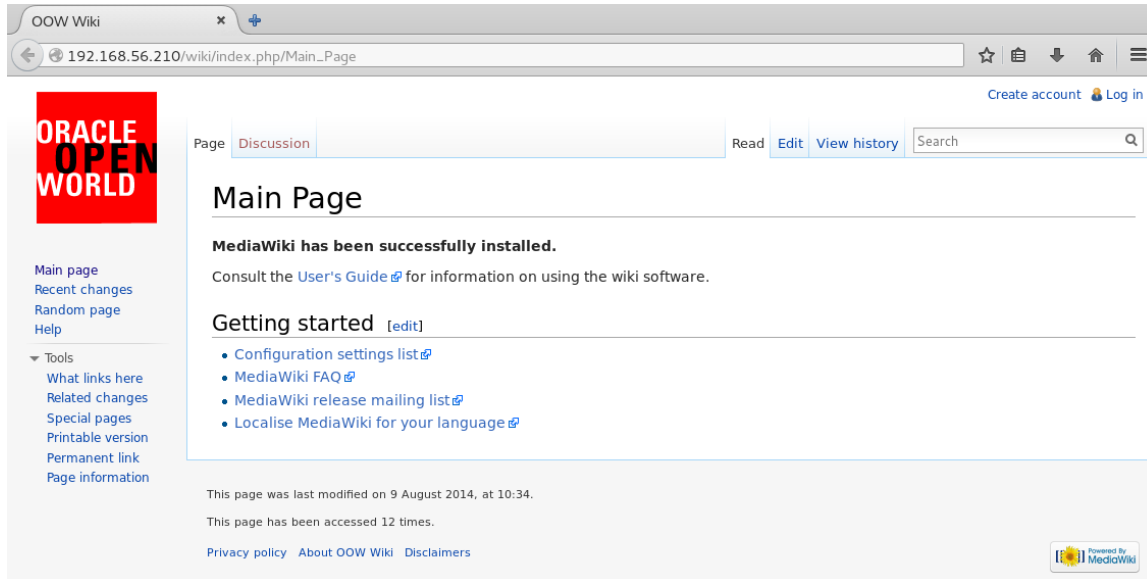 OOW Wiki
192.168.56.210/wiki/index.php/Main_Page
Create account Log in
ORACLE
OPEN
WORLD
Page Discussion Read Edit View history Search
Main Page
MediaWiki has been successfully installed.
Consult the User's Guide for information on using the wiki software.
Getting started [edit]
Configuration settings list
MediaWiki FAQ
MediaWiki release mailing list
Localise MediaWiki for your language
Main page
Recent changes
Random page
Help
Tools
What links here
Related changes
Special pages
Printable version
Permanent link
Page information
This page was last modified on 9 August 2014, at 10:34.
This page has been accessed 12 times.
Privacy policy About OOW Wiki Disclaimers
Powered By
MediaWiki